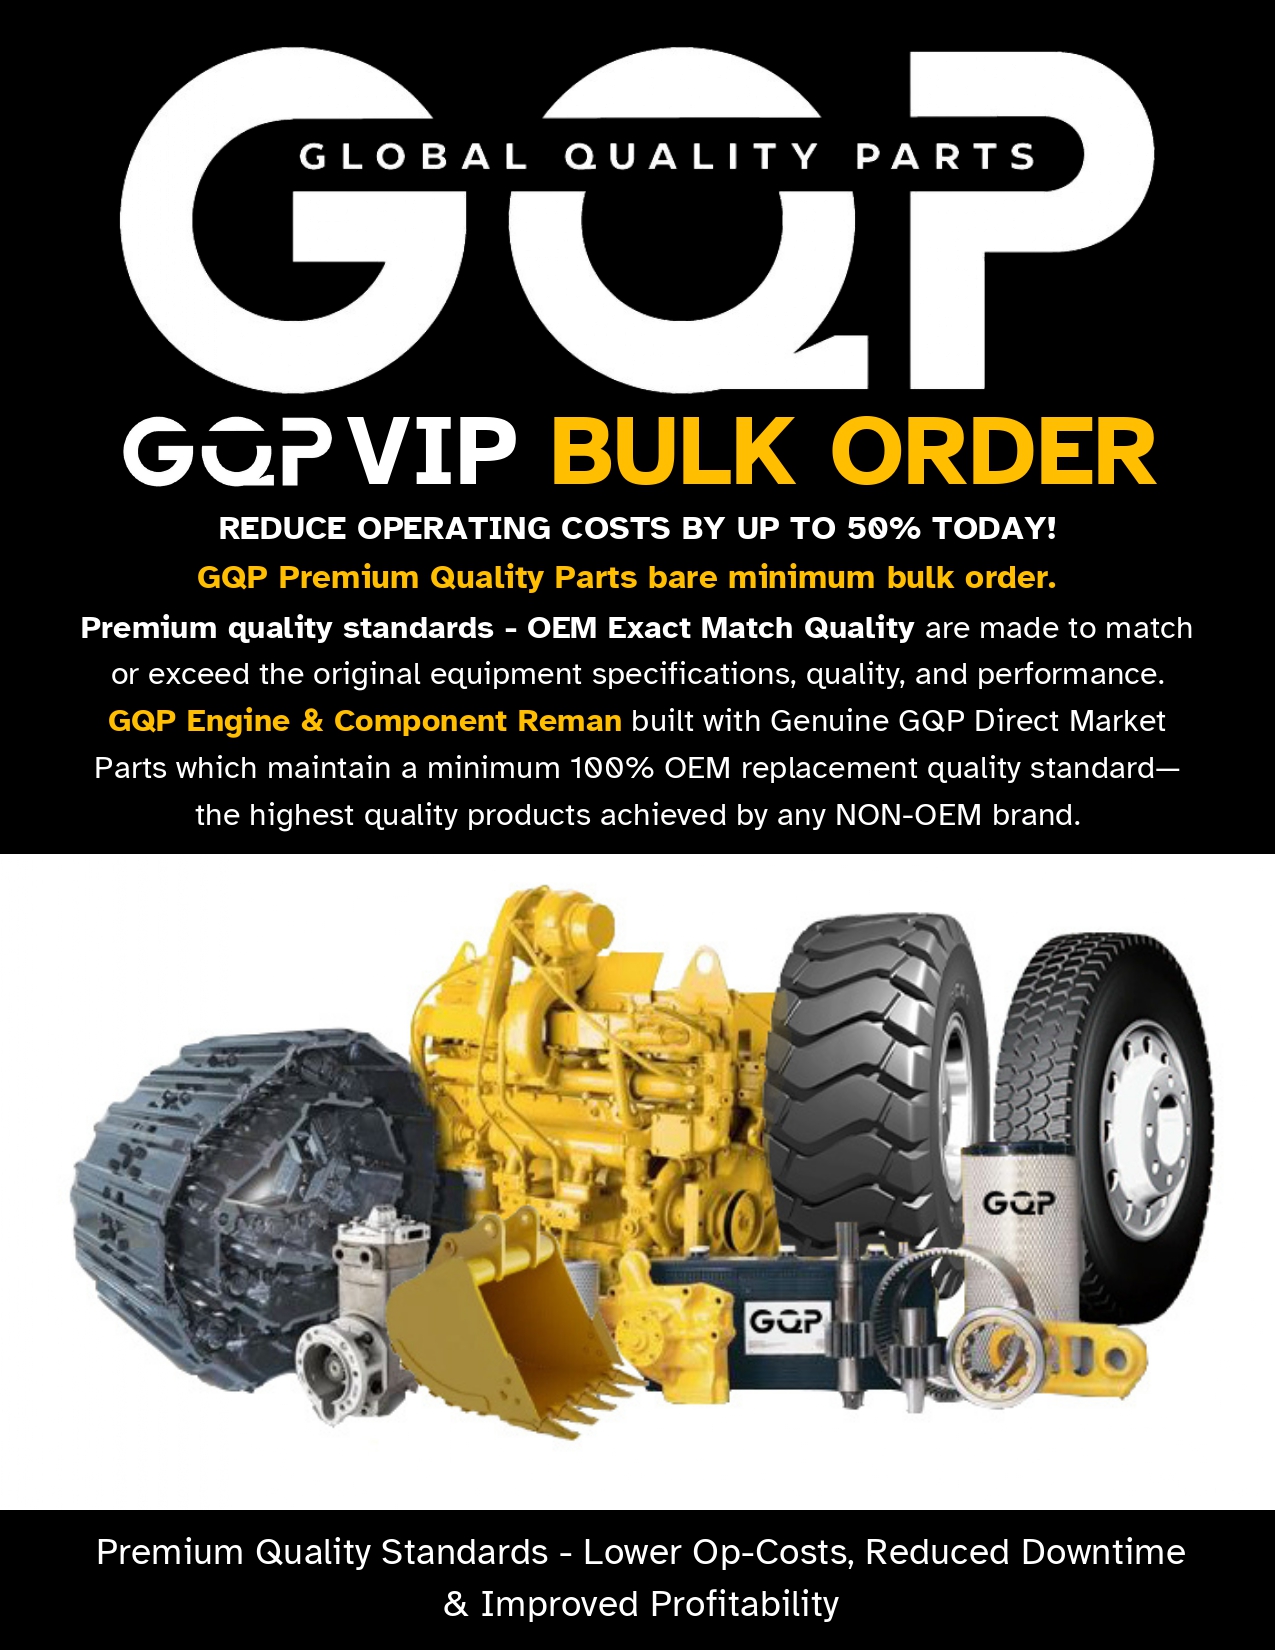 GQP
GLOBAL QUALITY PARTS
GQP VIP BULK ORDER
REDUCE OPERATING COSTS BY UP TO 50% TODAY!
GQP Premium Quality Parts bare minimum bulk order.
Premium quality standards - OEM Exact Match Quality are made to match
or exceed the original equipment specifications, quality, and performance.
GQP Engine & Component Reman built with Genuine GQP Direct Market
Parts which maintain a minimum 100% OEM replacement quality standard—
the highest quality products achieved by any NON-OEM brand.
GQP
GQP
Premium Quality Standards - Lower Op-Costs, Reduced Downtime
& Improved Profitability